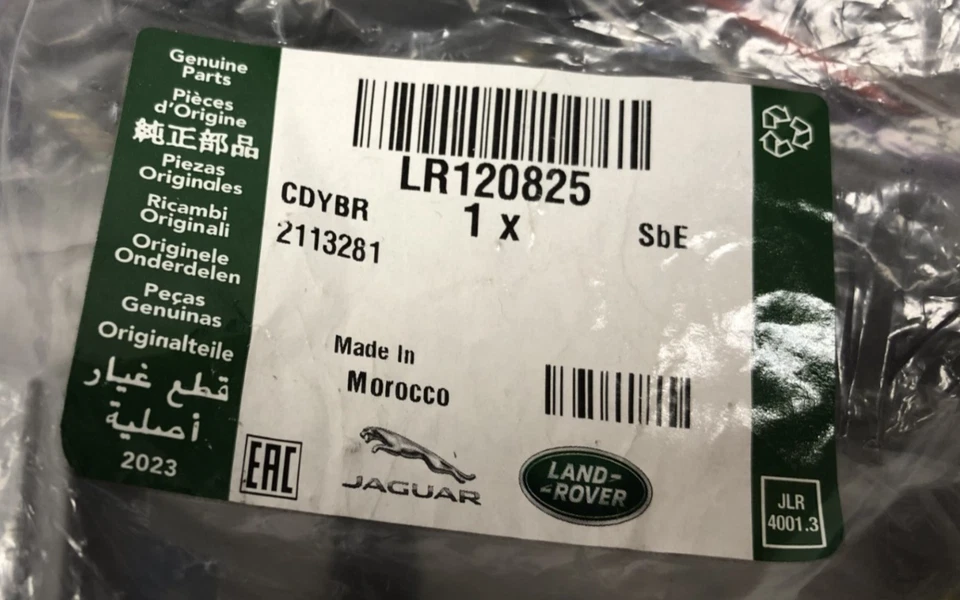 Genuine
Parts
Pièces
d'Origine
純正部品
Piezas
Originales
Ricambi
Originali
Originele
Onderdelen
Peças
Genuinas
Originalteile
قطع غيار
أصلية
2023
LR120825
CDYBR
1 x
SbE
2113281
Made In
Morocco
EAC
JAGUAR
LAND-
-ROVER
JLR
4001.3